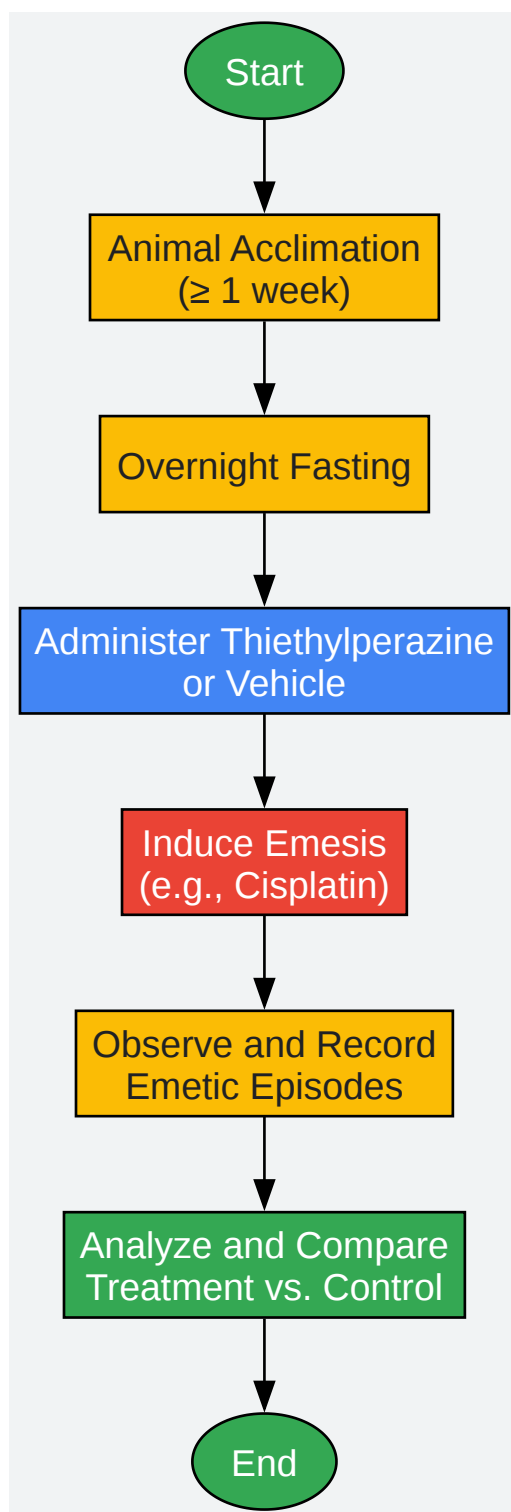 Start
Animal Acclimation
(≥ 1 week)
Overnight Fasting
Administer Thiethylperazine
or Vehicle
Induce Emesis
(e.g., Cisplatin)
Observe and Record
Emetic Episodes
Analyze and Compare
Treatment vs. Control
End